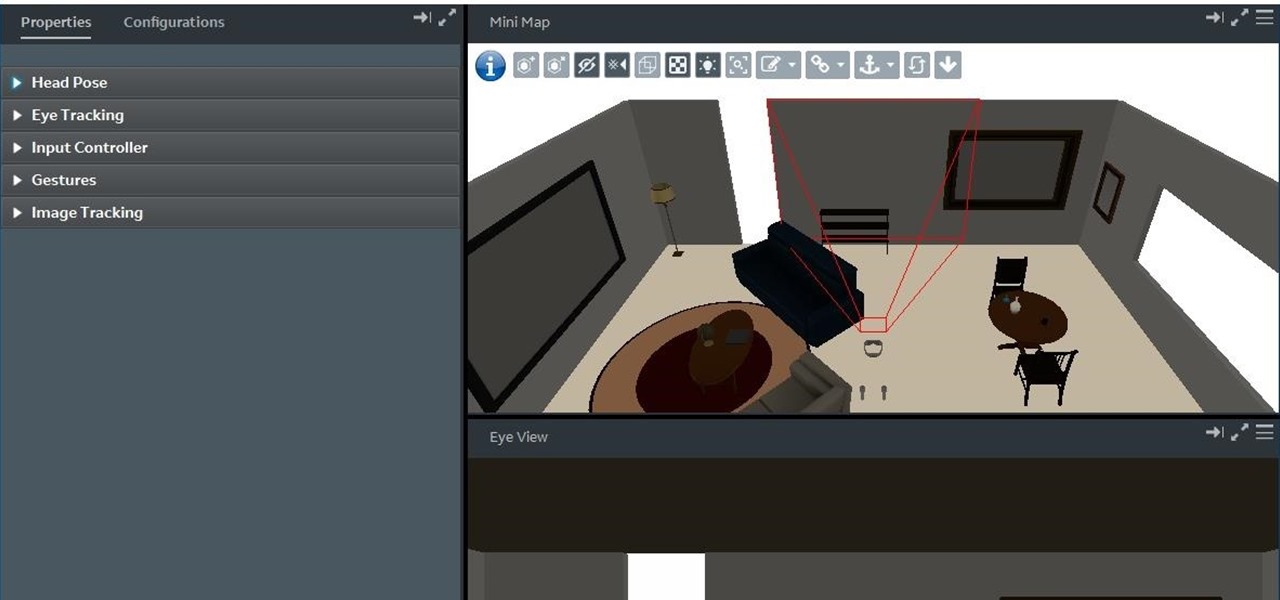 Properties Configurations
Head Pose
Eye Tracking
Input Controller
Gestures
Image Tracking
Mini Map
i
Eye View